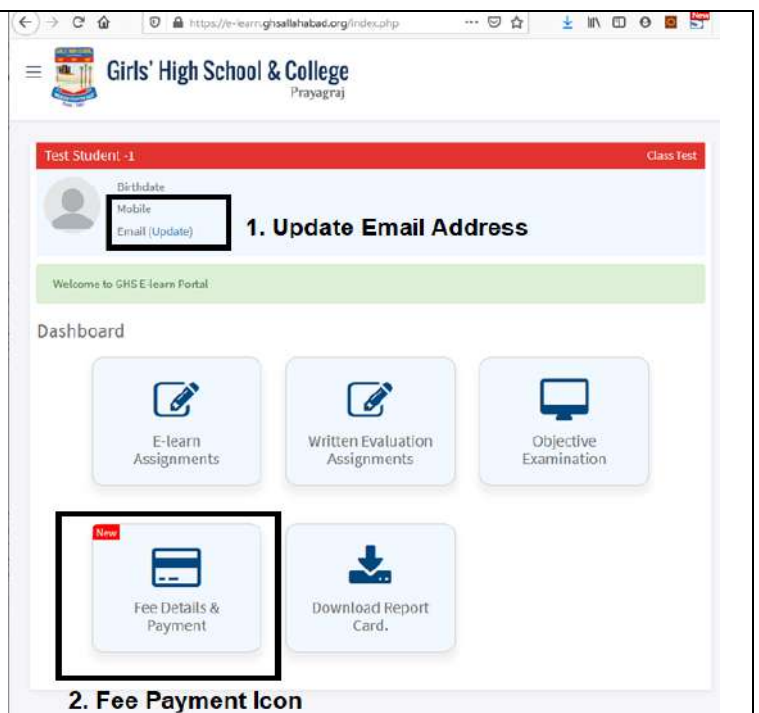 https://e-learn.ghsallahabad.org/index.php
New
Girls' High School & College
Prayagraj
Test Student -1 Class Test
Birthdate
Mobile
Email (Update)
1. Update Email Address
Welcome to GHS E-learn Portal
Dashboard
E-learn Assignments
Written Evaluation Assignments
Objective Examination
New
Fee Details & Payment
Download Report Card.
2. Fee Payment Icon